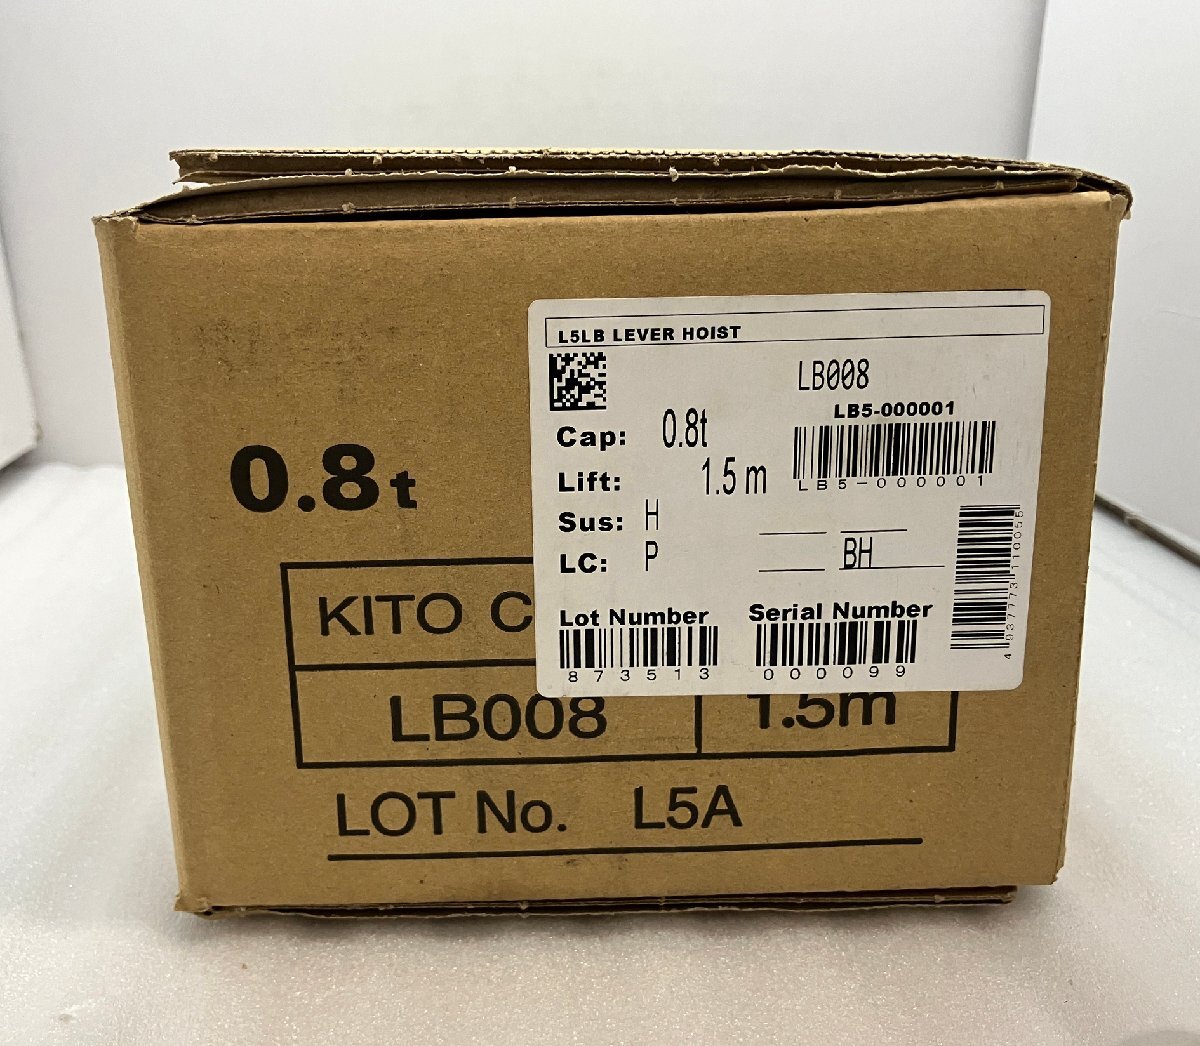 0.8t
KITO C
LB008 1.5m
LOT No. L5A
L5LB LEVER HOIST
LB008
LB5-000001
Cap: 0.8t
LB5-000001
Lift: 1.5m
Sus: H
LC: P BH
Lot Number Serial Number
873513 000099
4937773110055